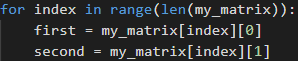 for index in range(len(my_matrix)):
    first = my_matrix[index][0]
    second = my_matrix[index][1]